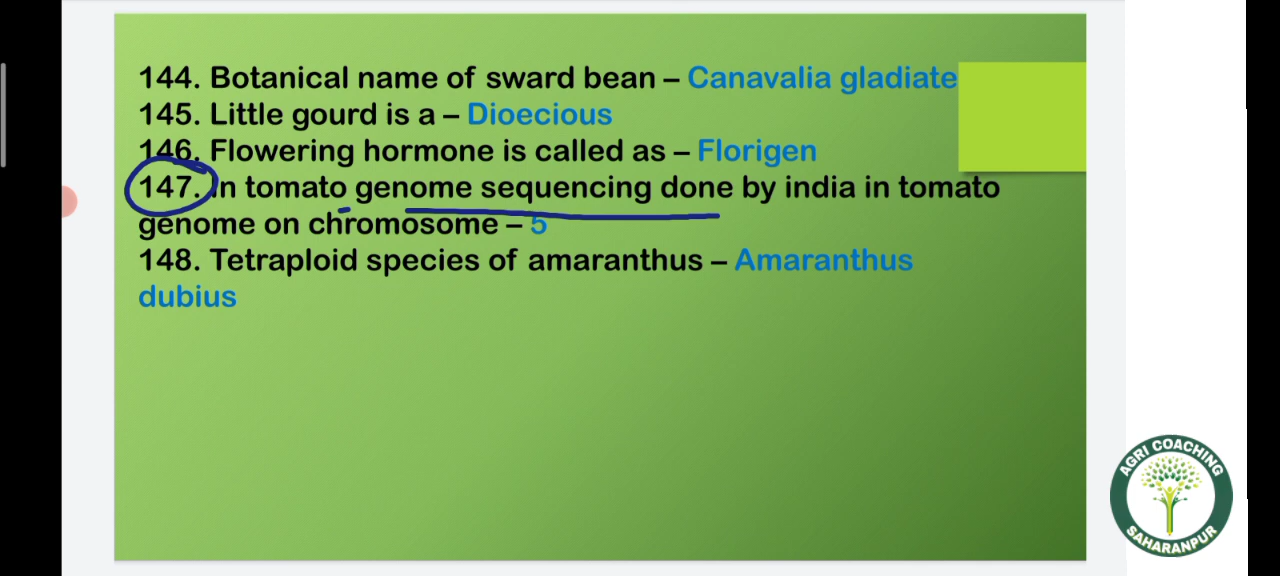 144. Botanical name of sward bean – Canavalia gladiate
145. Little gourd is a – Dioecious
146. Flowering hormone is called as – Florigen
147. In tomato genome sequencing done by india in tomato
genome on chromosome – 5
148. Tetraploid species of amaranthus – Amaranthus
dubius
AGRI COACHING
SAHARANPUR